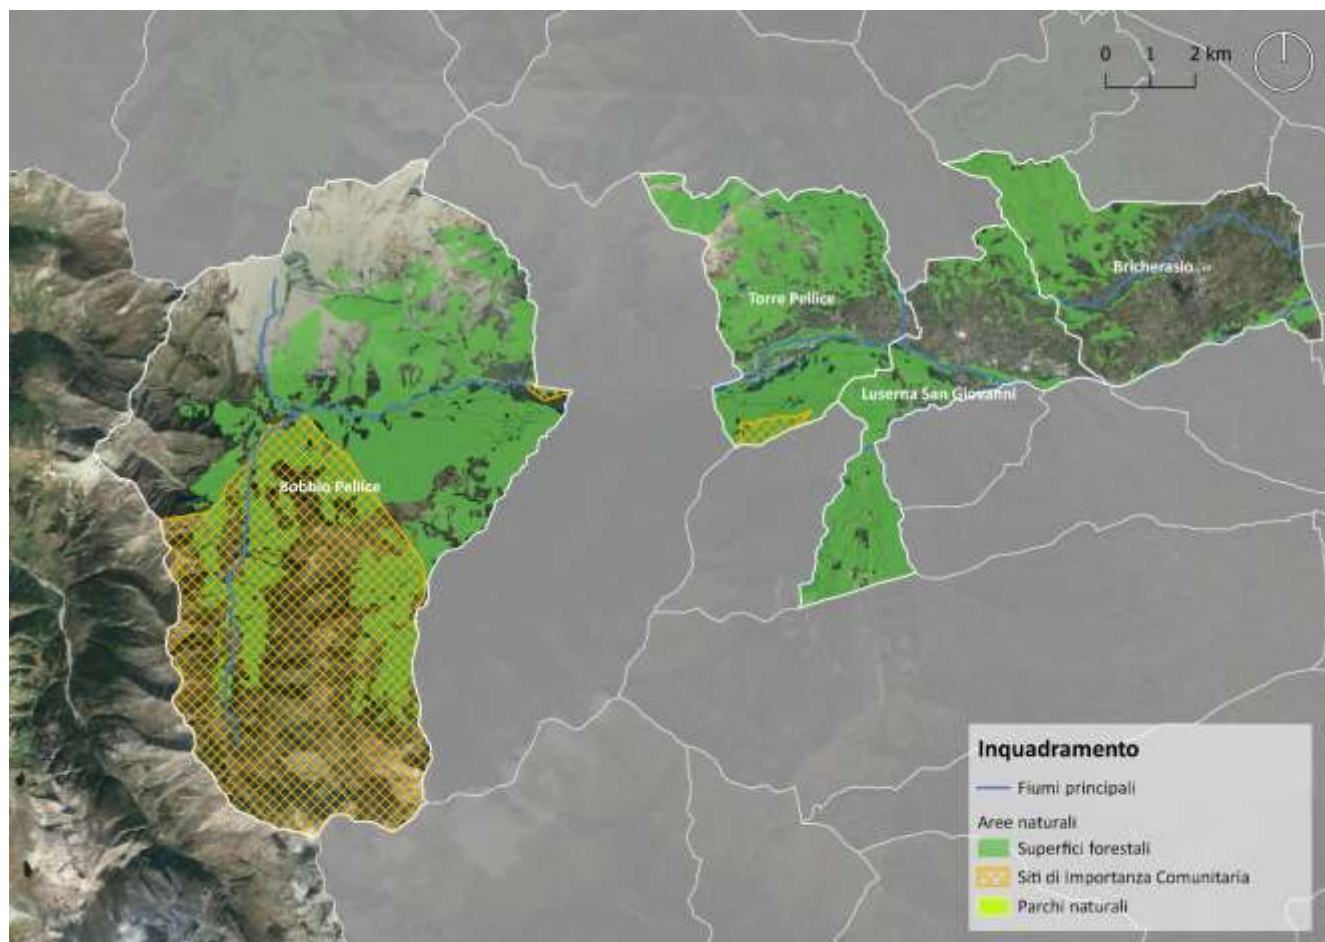 0 1 2 km
Bricherasio
Torre Pellice
Luserna San Giovanni
Bobbio Pellice
Inquadramento
Fiumi principali
Aree naturali
Superfici forestali
Siti di Importanza Comunitaria
Parchi naturali